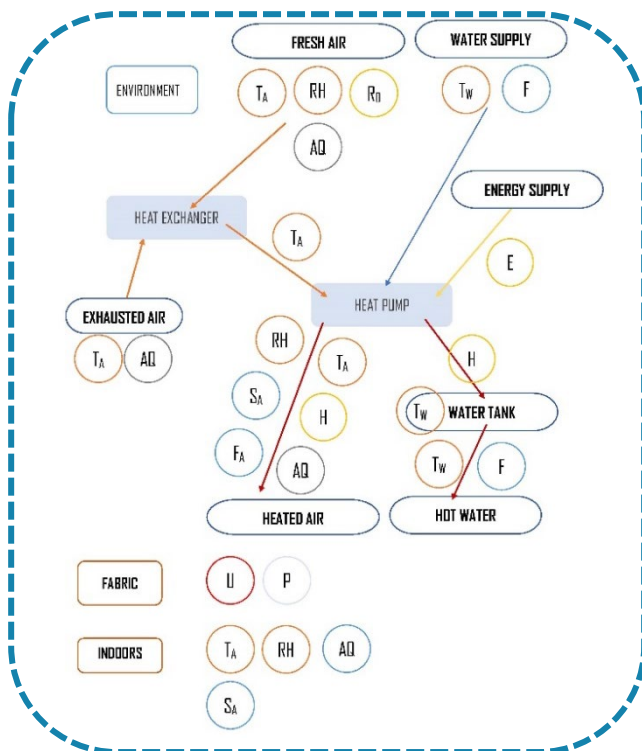 FRESH AIR
WATER SUPPLY
ENVIRONMENT
TA
RH
RD
TW
F
AQ
ENERGY SUPPLY
HEAT EXCHANGER
TA
E
HEAT PUMP
EXHAUSTED AIR
TA
AQ
RH
TA
H
SA
H
TW
WATER TANK
FA
AQ
TW
F
HEATED AIR
HOT WATER
FABRIC
U
P
INDOORS
TA
RH
AQ
SA